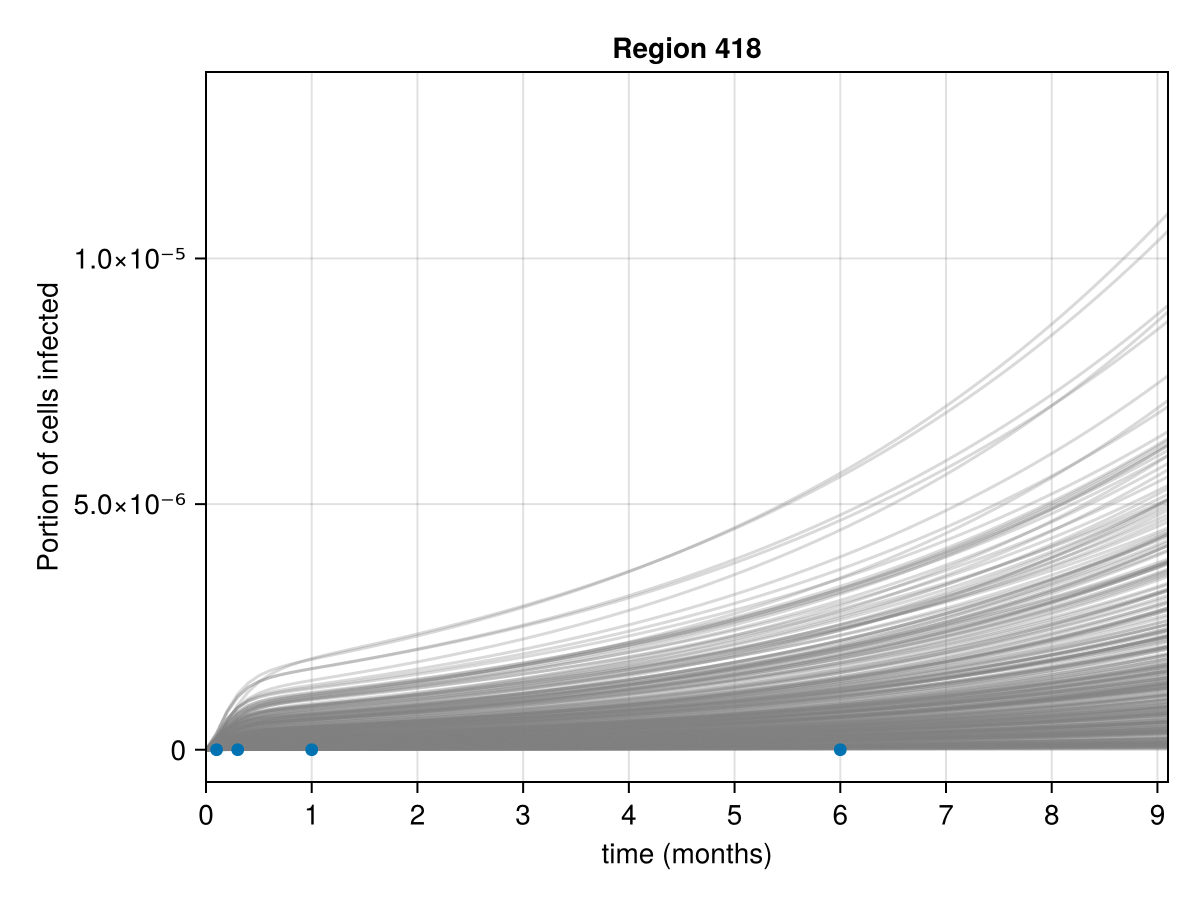 Region 418
Portion of cells infected
1.0×10⁻⁵
5.0×10⁻⁶
0
0 1 2 3 4 5 6 7 8 9
time (months)